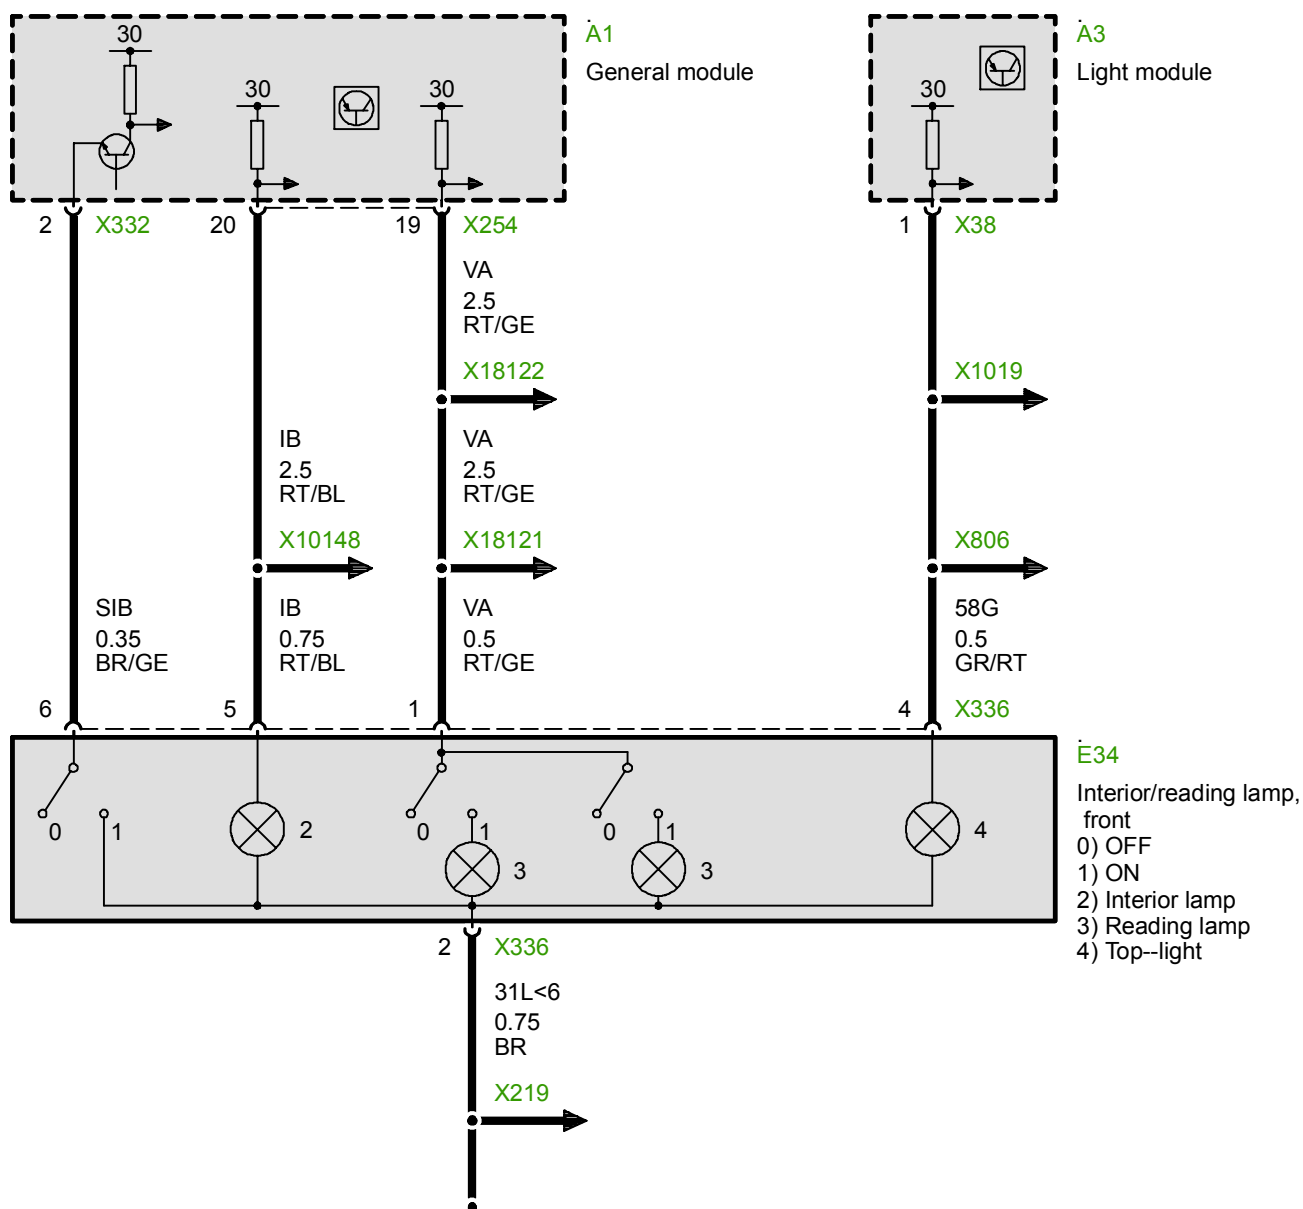 A1
General module
A3
Light module
30
30
30
30
2 X332 20 19 X254 1 X38
VA
2.5
RT/GE
X18122 X1019
IB VA
2.5 2.5
RT/BL RT/GE
X10148 X18121 X806
SIB IB VA 58G
0.35 0.75 0.5 0.5
BR/GE RT/BL RT/GE GR/RT
6 5 1 4 X336
E34
Interior/reading lamp,
front
0) OFF
1) ON
2) Interior lamp
3) Reading lamp
4) Top--light
0 1 2 0 1 0 1 4
3 3
2 X336
31L<6
0.75
BR
X219